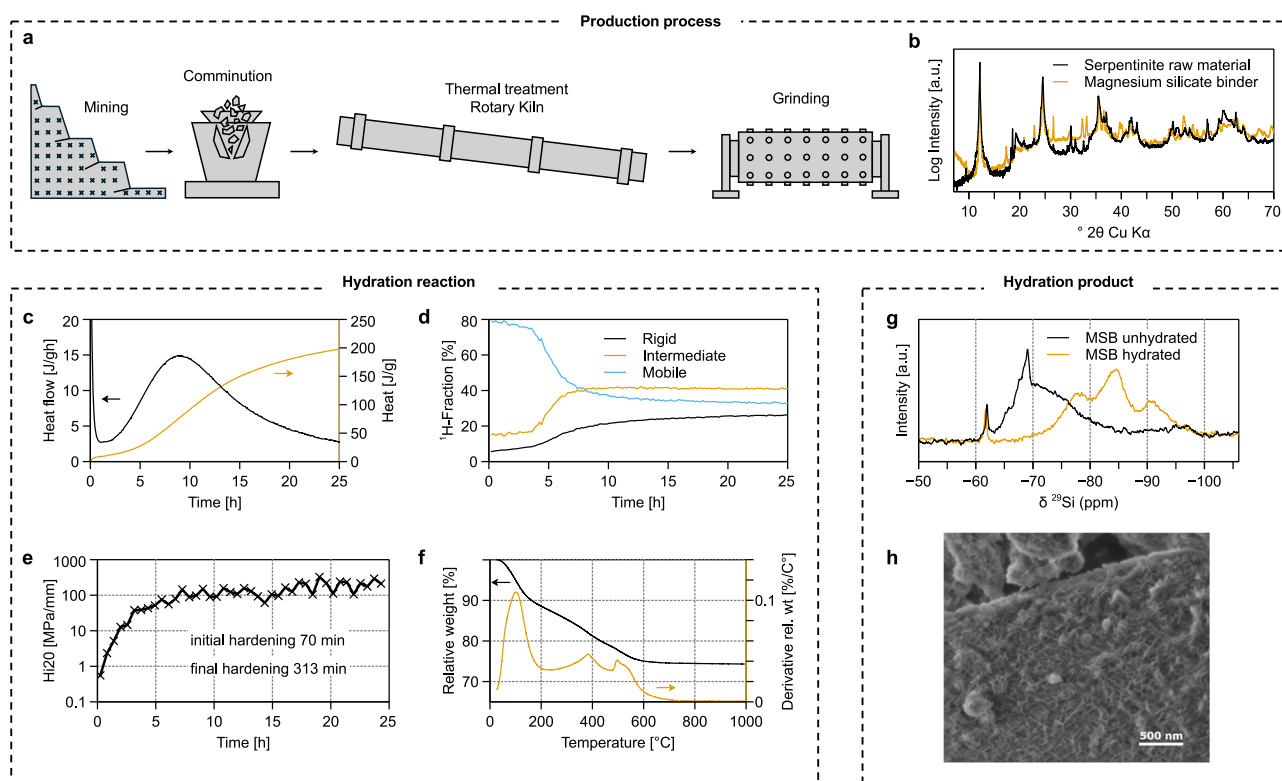 Production process
a
Mining
Comminution
Thermal treatment
Rotary Kiln
Grinding
b
Serpentinite raw material
Magnesium silicate binder
Log Intensity [a.u.]
10 20 30 40 50 60 70
° 2θ Cu Kα
Hydration reaction
c
Heat flow [J/gh]
20
15
10
5
0
250
200
150
100
50
0
Heat [J/g]
0 5 10 15 20 25
Time [h]
d
¹H-Fraction [%]
80
60
40
20
0
Rigid
Intermediate
Mobile
0 5 10 15 20 25
Time [h]
e
Hi20 [MPa/mm]
1000
100
10
1
0.1
initial hardening 70 min
final hardening 313 min
0 5 10 15 20 25
Time [h]
f
Relative weight [%]
100
90
80
70
0.1
0
Derivative rel. wt [%/C°]
0 200 400 600 800 1000
Temperature [°C]
Hydration product
g
MSB unhydrated
MSB hydrated
Intensity [a.u.]
−50 −60 −70 −80 −90 −100
δ ²⁹Si (ppm)
h
500 nm